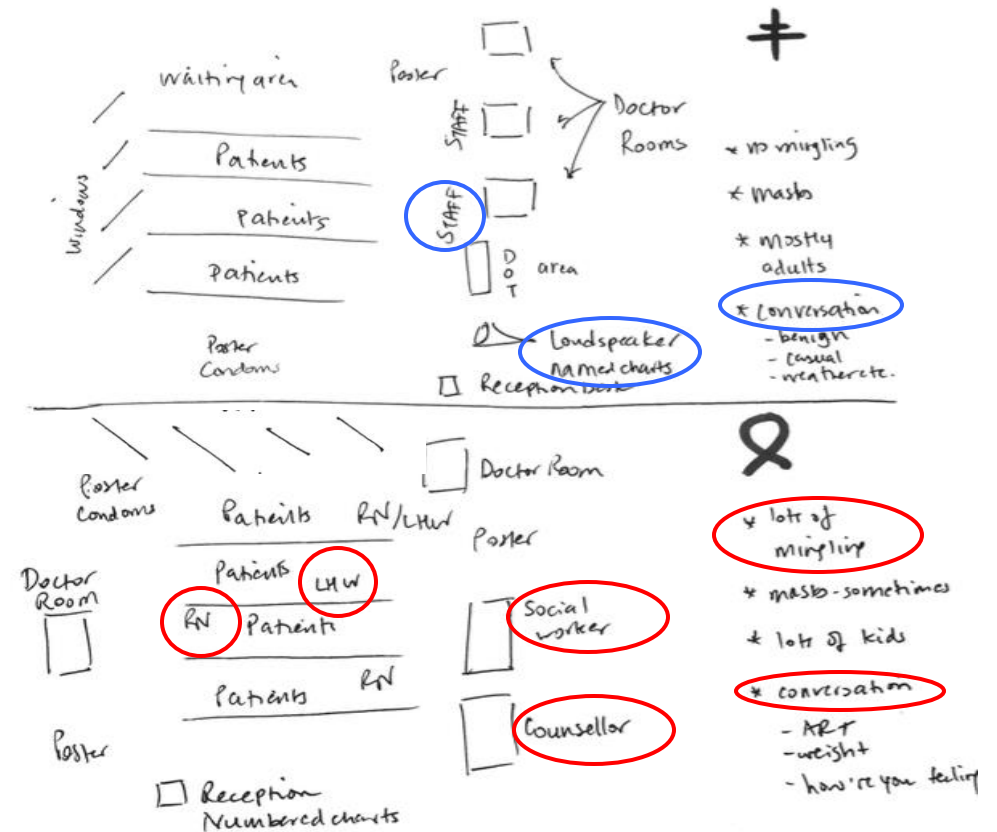 Waiting area
Poster
Doctor
Rooms
STAFF
Patients
* no mingling
Windows
STAFF
* masks
Patients
* mostly
adults
Patients
DOT
area
* conversation
- benign
- casual
- weather etc.
Poster
Condoms
Loudspeaker
named charts
Reception desk
Poster
Condoms
Doctor Room
Patients
RN/LHW
Poster
* lots of
mingling
Doctor
Room
Patients
LHW
* masks-sometimes
RN
Patients
Social
worker
* lots of kids
Patients
RN
* conversation
- ART
- weight
- how're you feeling
Counsellor
Poster
Reception
Numbered charts